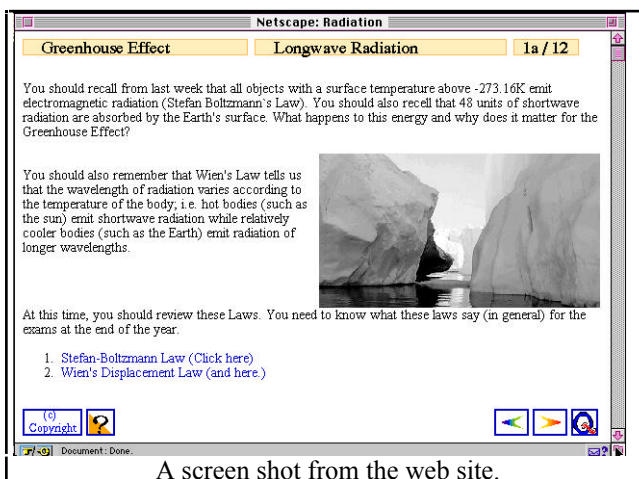 Netscape: Radiation
Greenhouse Effect Longwave Radiation 1a / 12
You should recall from last week that all objects with a surface temperature above -273.16K emit
electromagnetic radiation (Stefan Boltzmann`s Law). You should also recell that 48 units of shortwave
radiation are absorbed by the Earth's surface. What happens to this energy and why does it matter for the
Greenhouse Effect?
You should also remember that Wien's Law tells us
that the wavelength of radiation varies according to
the temperature of the body; i.e. hot bodies (such as
the sun) emit shortwave radiation while relatively
cooler bodies (such as the Earth) emit radiation of
longer wavelengths.
At this time, you should review these Laws. You need to know what these laws say (in general) for the
exams at the end of the year.
1. Stefan-Boltzmann Law (Click here)
2. Wien's Displacement Law (and here.)
(c)
Copyright ?
Document: Done. ?
A screen shot from the web site.